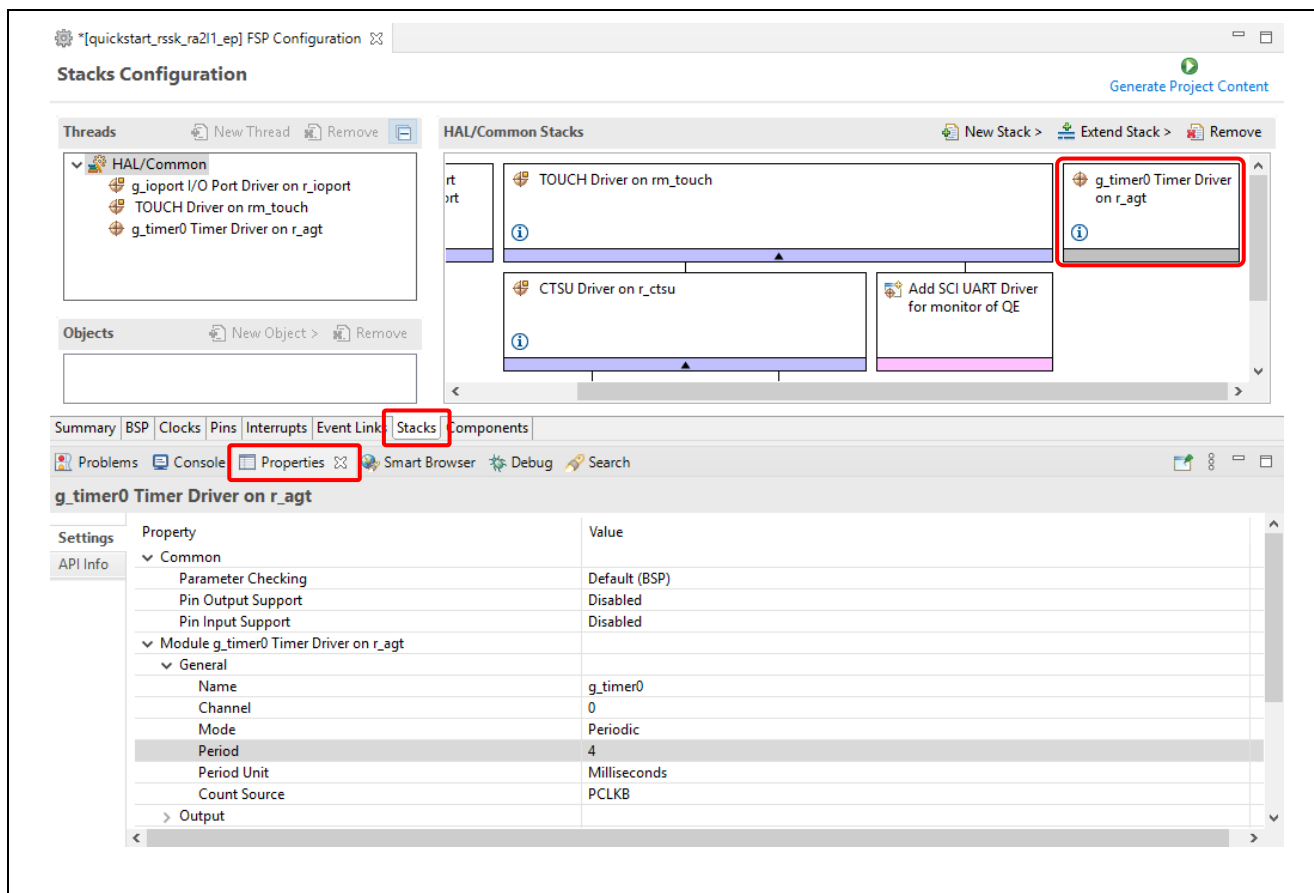 *[quickstart_rssk_ra2l1_ep] FSP Configuration
Stacks Configuration
Generate Project Content
Threads New Thread Remove
HAL/Common
g_ioport I/O Port Driver on r_ioport
TOUCH Driver on rm_touch
g_timer0 Timer Driver on r_agt
Objects New Object > Remove
HAL/Common Stacks New Stack > Extend Stack > Remove
rt
ort
TOUCH Driver on rm_touch
g_timer0 Timer Driver
on r_agt
CTSU Driver on r_ctsu
Add SCI UART Driver
for monitor of QE
Summary BSP Clocks Pins Interrupts Event Links Stacks Components
Problems Console Properties Smart Browser Debug Search
g_timer0 Timer Driver on r_agt
Settings
API Info
Property Value
Common
Parameter Checking Default (BSP)
Pin Output Support Disabled
Pin Input Support Disabled
Module g_timer0 Timer Driver on r_agt
General
Name g_timer0
Channel 0
Mode Periodic
Period 4
Period Unit Milliseconds
Count Source PCLKB
Output